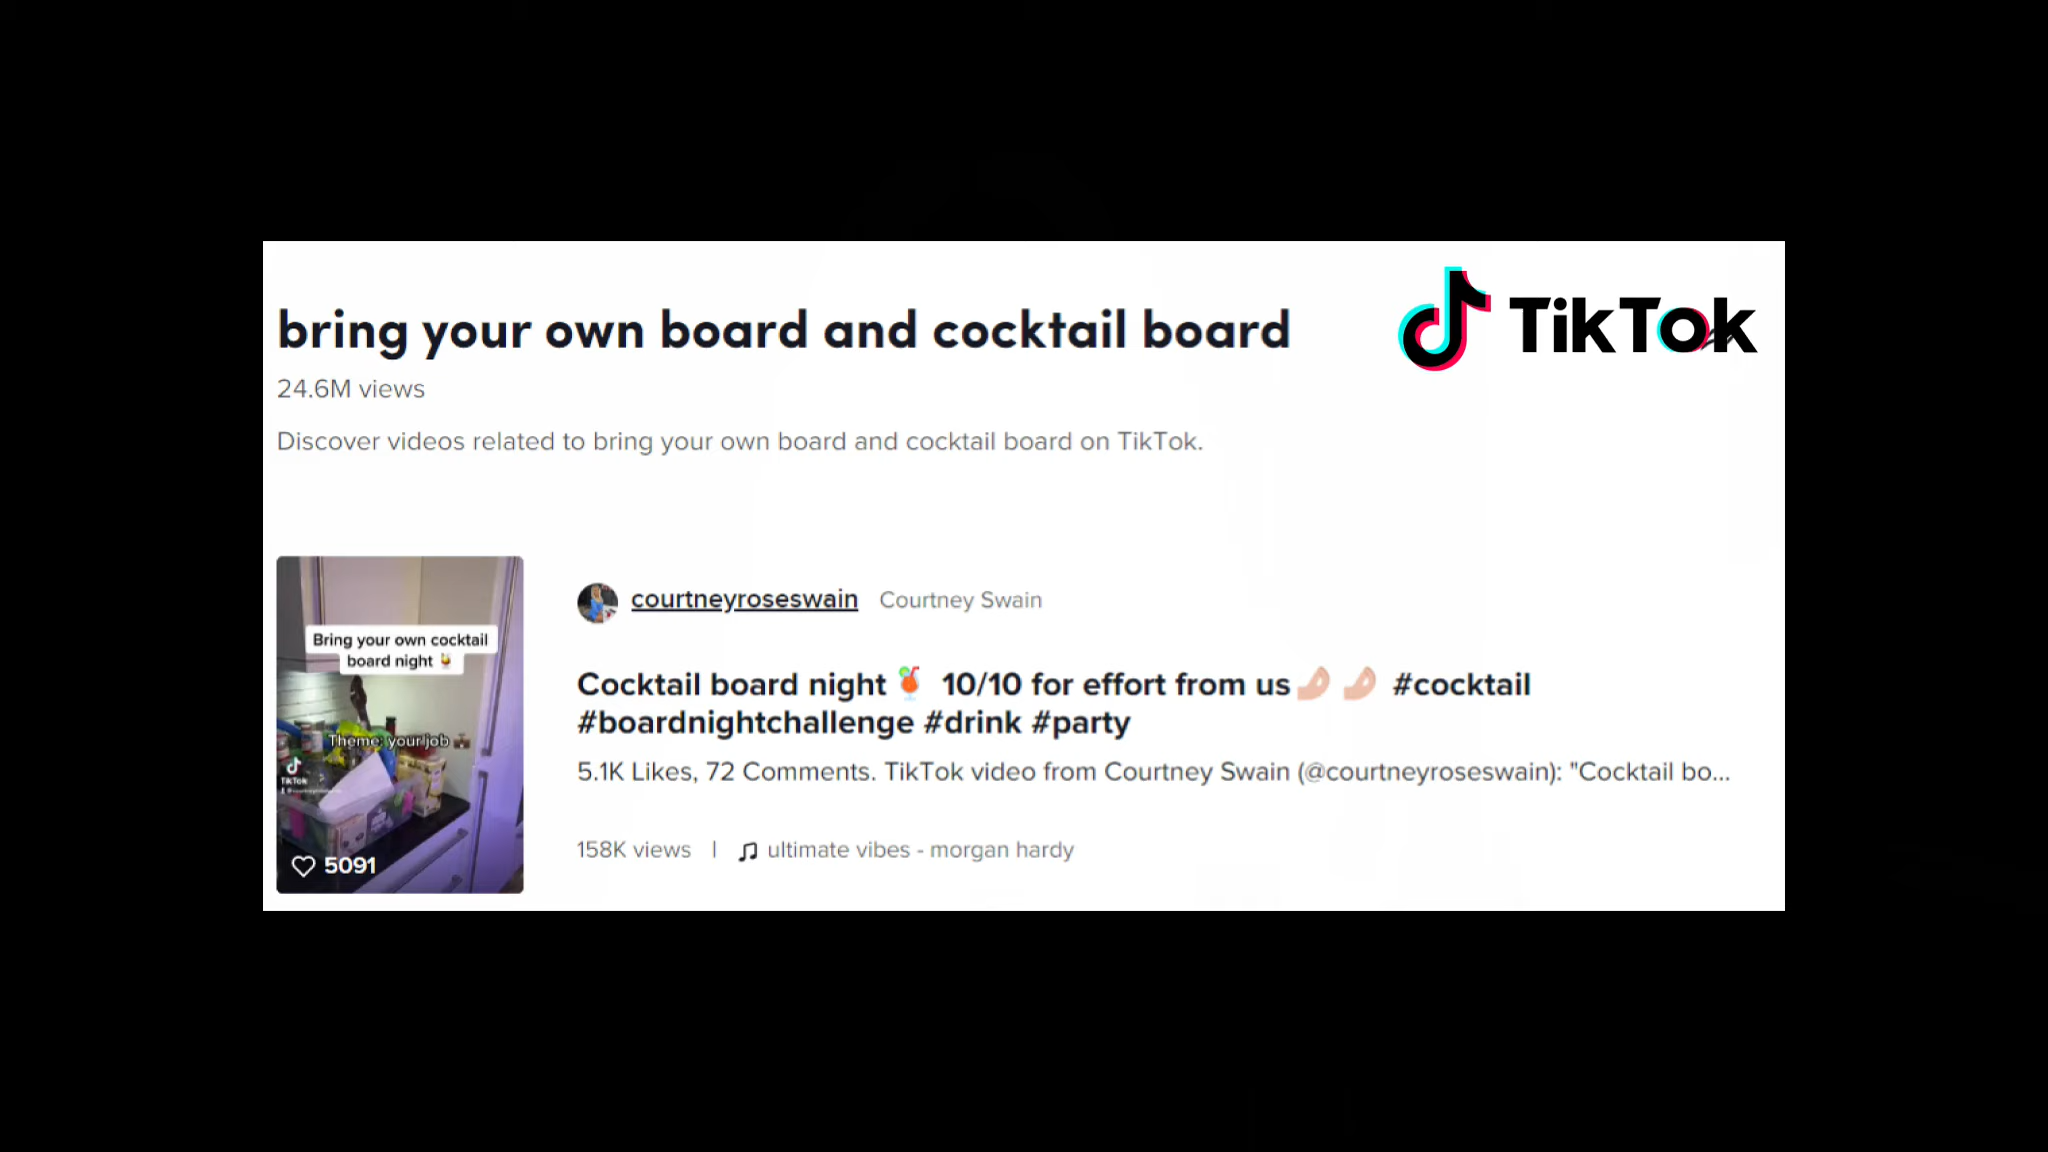 bring your own board and cocktail board
TikTok
24.6M views
Discover videos related to bring your own board and cocktail board on TikTok.
Bring your own cocktail
board night
Theme: your job
TikTok
5091
courtneyroseswain Courtney Swain
Cocktail board night 10/10 for effort from us #cocktail
#boardnightchallenge #drink #party
5.1K Likes, 72 Comments. TikTok video from Courtney Swain (@courtneyroseswain): "Cocktail bo...
158K views | ultimate vibes - morgan hardy